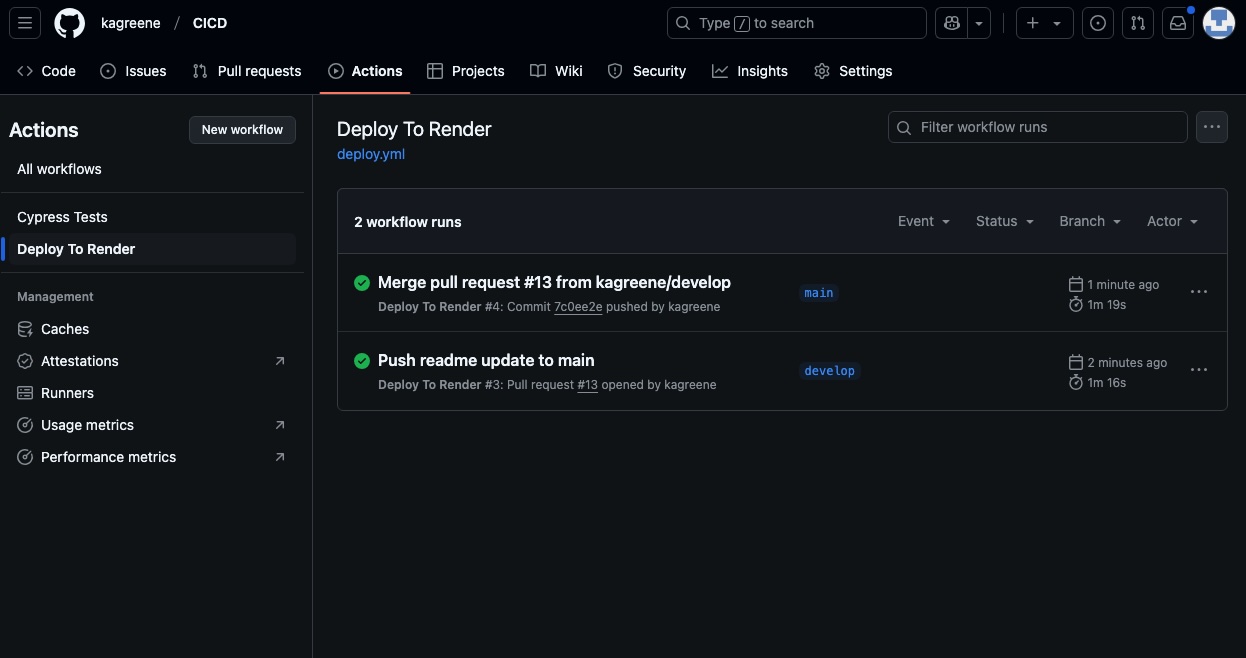 kagreene / CICD
Type / to search
Code
Issues
Pull requests
Actions
Projects
Wiki
Security
Insights
Settings
Actions
New workflow
All workflows
Cypress Tests
Deploy To Render
Management
Caches
Attestations
Runners
Usage metrics
Performance metrics
Deploy To Render
deploy.yml
Filter workflow runs
2 workflow runs
Event
Status
Branch
Actor
Merge pull request #13 from kagreene/develop
Deploy To Render #4: Commit 7c0ee2e pushed by kagreene
main
1 minute ago
1m 19s
Push readme update to main
Deploy To Render #3: Pull request #13 opened by kagreene
develop
2 minutes ago
1m 16s